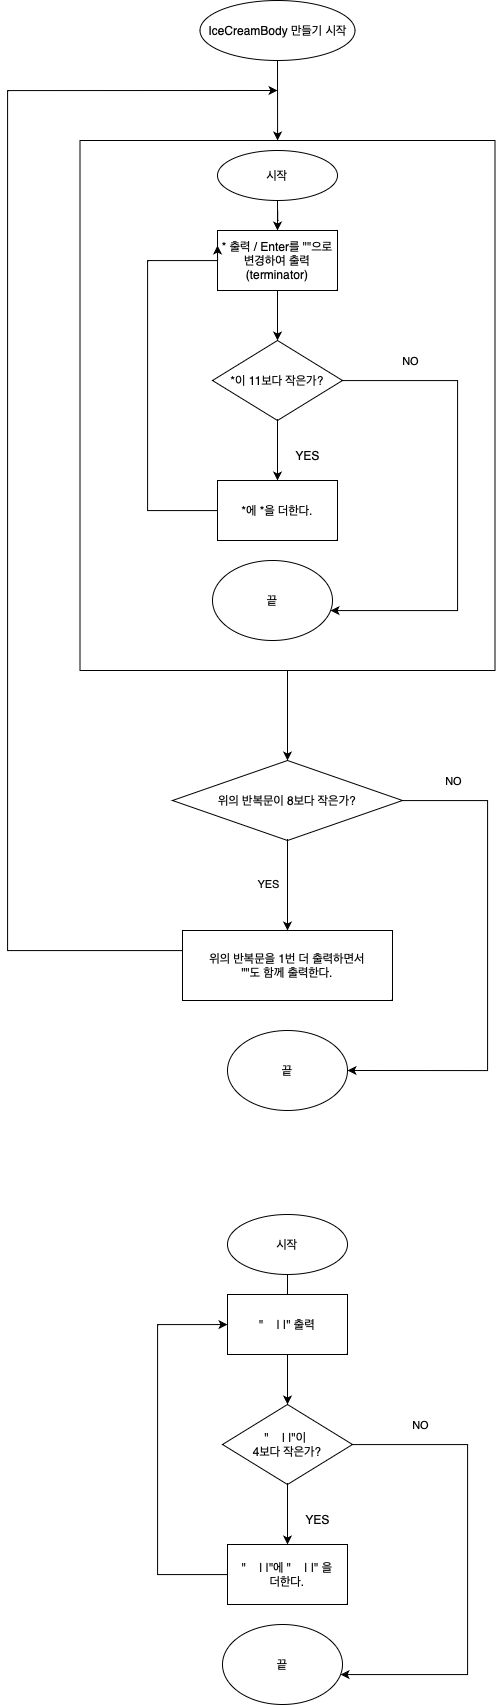 IceCreamBody 만들기 시작
시작
* 출력 / Enter를 ""으로
변경하여 출력
(terminator)
*이 11보다 작은가?
NO
YES
*에 *을 더한다.
끝
위의 반복문이 8보다 작은가?
NO
YES
위의 반복문을 1번 더 출력하면서
""도 함께 출력한다.
끝
시작
"    | |" 출력
"    | |"이
4보다 작은가?
NO
YES
"    | |"에 "    | |" 을
더한다.
끝